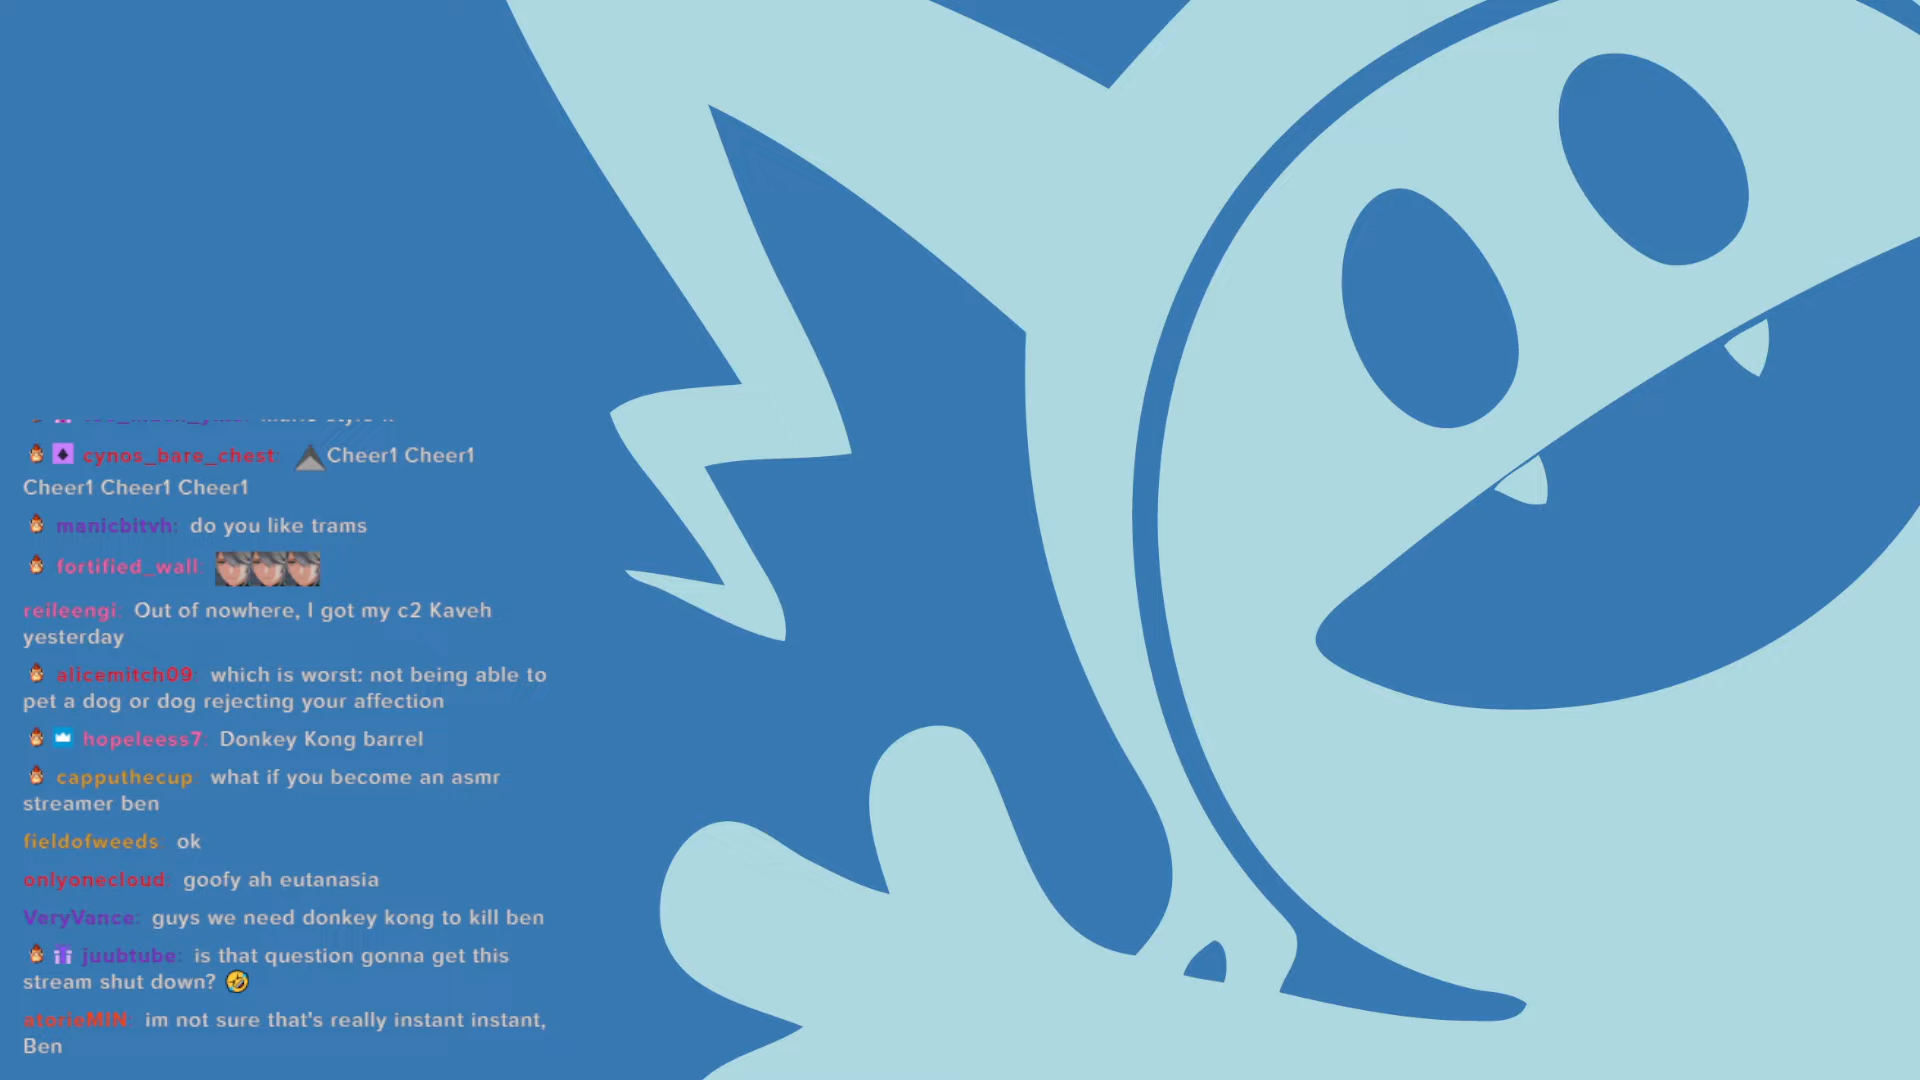 cynos_bare_chest: Cheer1 Cheer1
Cheer1 Cheer1 Cheer1
manicbitvh: do you like trams
fortified_wall:
reileengi: Out of nowhere, I got my c2 Kaveh
yesterday
alicemitch09: which is worst: not being able to
pet a dog or dog rejecting your affection
hopeleess7: Donkey Kong barrel
capputhecup: what if you become an asmr
streamer ben
fieldofweeds: ok
onlyonecloud: goofy ah eutanasia
VeryVance: guys we need donkey kong to kill ben
juubtube: is that question gonna get this
stream shut down? 🤣
atorieMIN: im not sure that's really instant instant,
Ben